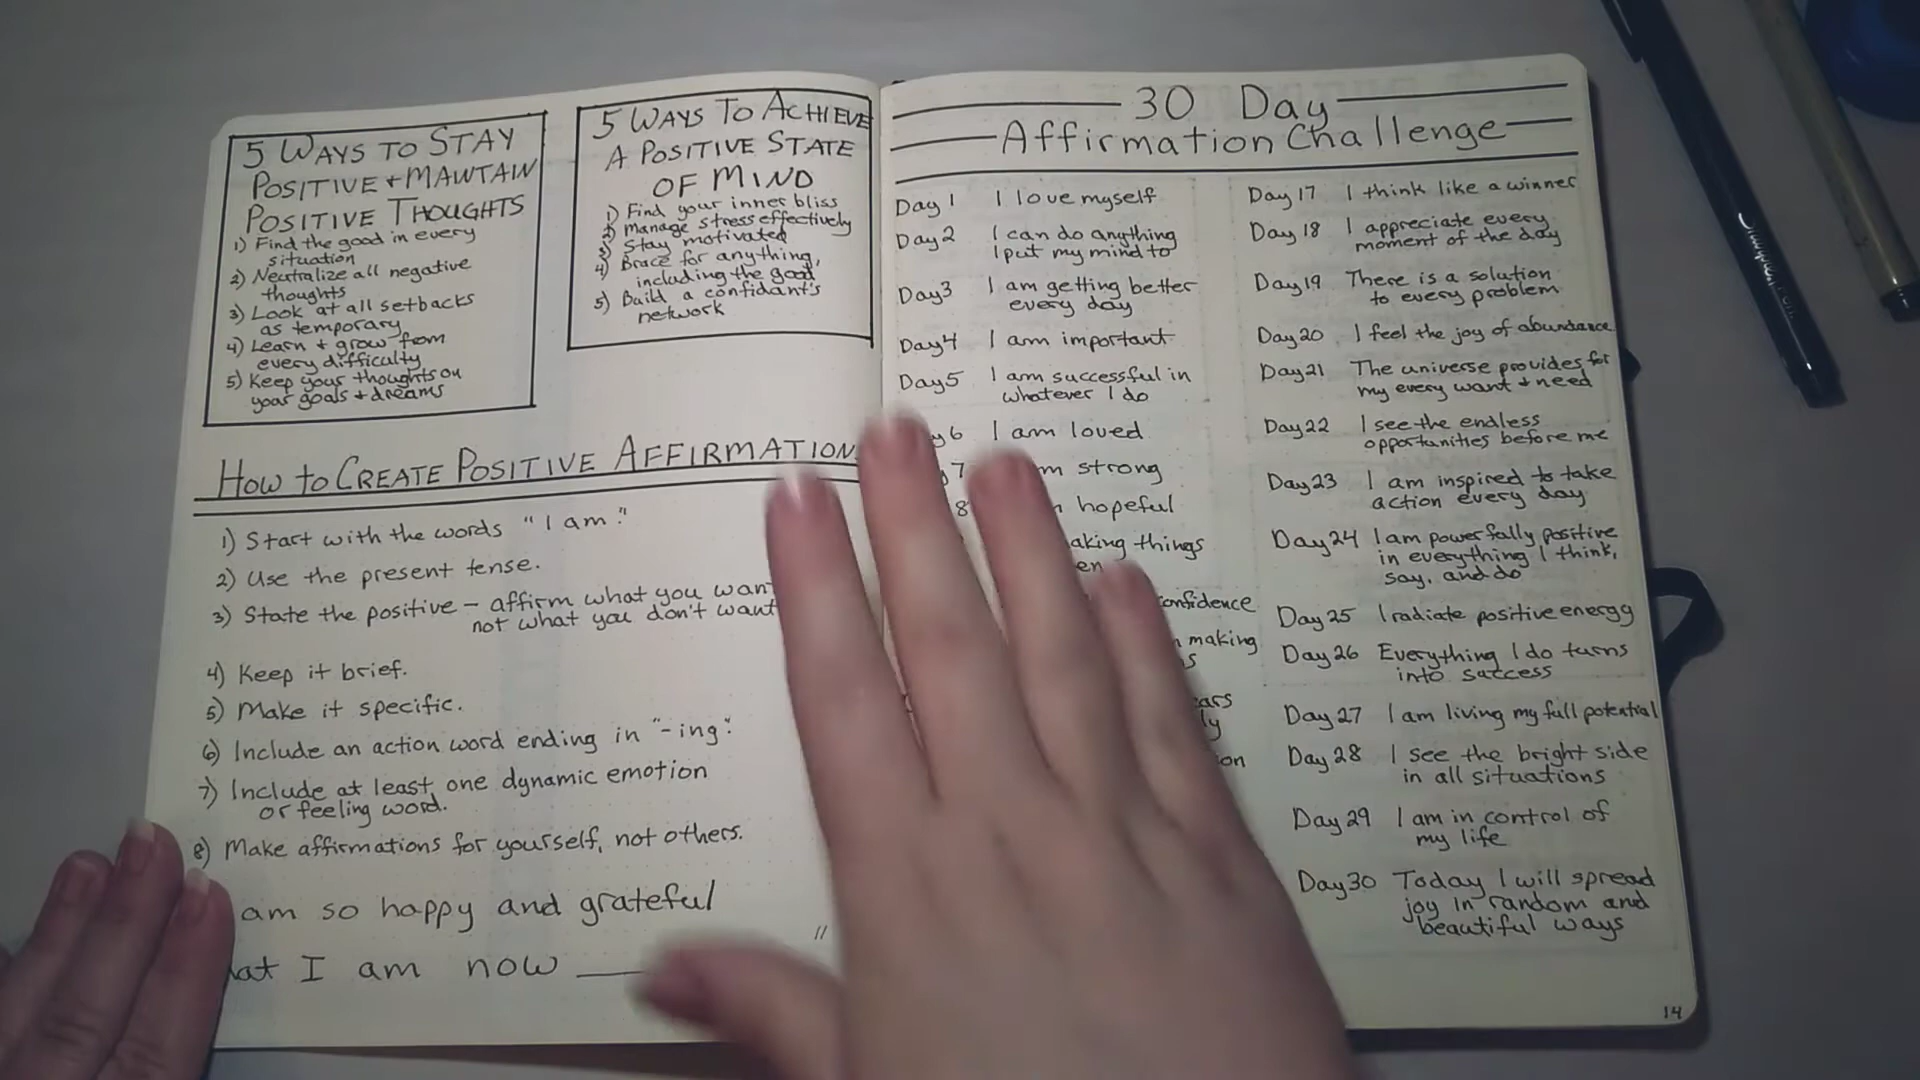 5 WAYS TO STAY
POSITIVE + MAINTAIN
POSITIVE THOUGHTS
1) Find the good in every
situation
2) Neutralize all negative
thoughts
3) Look at all setbacks
as temporary
4) Learn + grow from
every difficulty
5) Keep your thoughts on
your goals + dreams
5 WAYS TO ACHIEVE
A POSITIVE STATE
OF MIND
1) Find your inner bliss
2) Manage stress effectively
3) Stay motivated
4) Brace for anything,
including the good
5) Build a confidant's
network
HOW to CREATE POSITIVE AFFIRMATION
1) Start with the words "I am."
2) Use the present tense.
3) State the positive - affirm what you want
not what you don't want
4) Keep it brief.
5) Make it specific.
6) Include an action word ending in "-ing".
7) Include at least one dynamic emotion
or feeling word.
8) Make affirmations for yourself, not others.
am so happy and grateful
at I am now ____
11
30 Day
Affirmation Challenge
Day 1 I love myself
Day 2 I can do anything
I put my mind to
Day 3 I am getting better
every day
Day 4 I am important
Day 5 I am successful in
whatever I do
y 6 I am loved
7 m strong
8 hopeful
aking things
en
confidence
making
s
ears
ly
ion
Day 17 I think like a winner
Day 18 I appreciate every
moment of the day
Day 19 There is a solution
to every problem
Day 20 I feel the joy of abundance
Day 21 The universe provides for
my every want + need
Day 22 I see the endless
opportunities before me
Day 23 I am inspired to take
action every day
Day 24 I am powerfully positive
in everything I think,
say, and do
Day 25 I radiate positive energy
Day 26 Everything I do turns
into success
Day 27 I am living my full potential
Day 28 I see the bright side
in all situations
Day 29 I am in control of
my life
Day 30 Today I will spread
joy in random and
beautiful ways
14